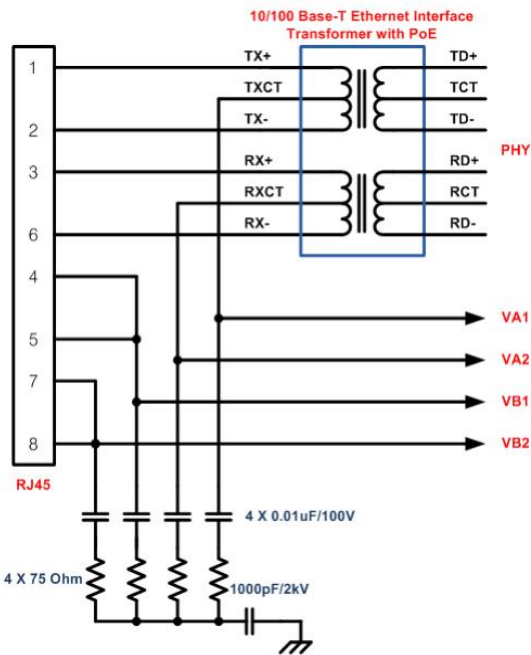 10/100 Base-T Ethernet Interface
Transformer with PoE
1
TX+
TD+
TXCT
TCT
2
TX-
TD-
PHY
3
RX+
RD+
RXCT
RCT
6
RX-
RD-
4
5
VA1
VA2
7
VB1
8
VB2
RJ45
4 X 0.01uF/100V
4 X 75 Ohm
1000pF/2kV